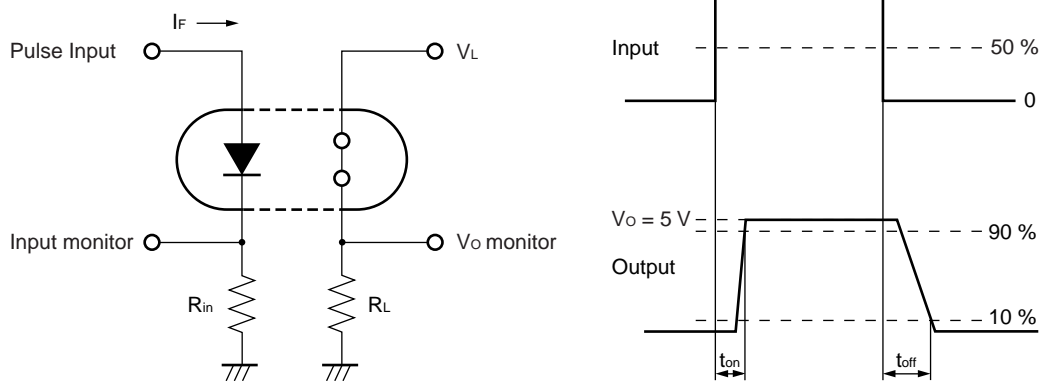 IF
Pulse Input
VL
Input monitor
VO monitor
Rin
RL
Input
50 %
0
VO = 5 V
90 %
Output
10 %
ton
toff